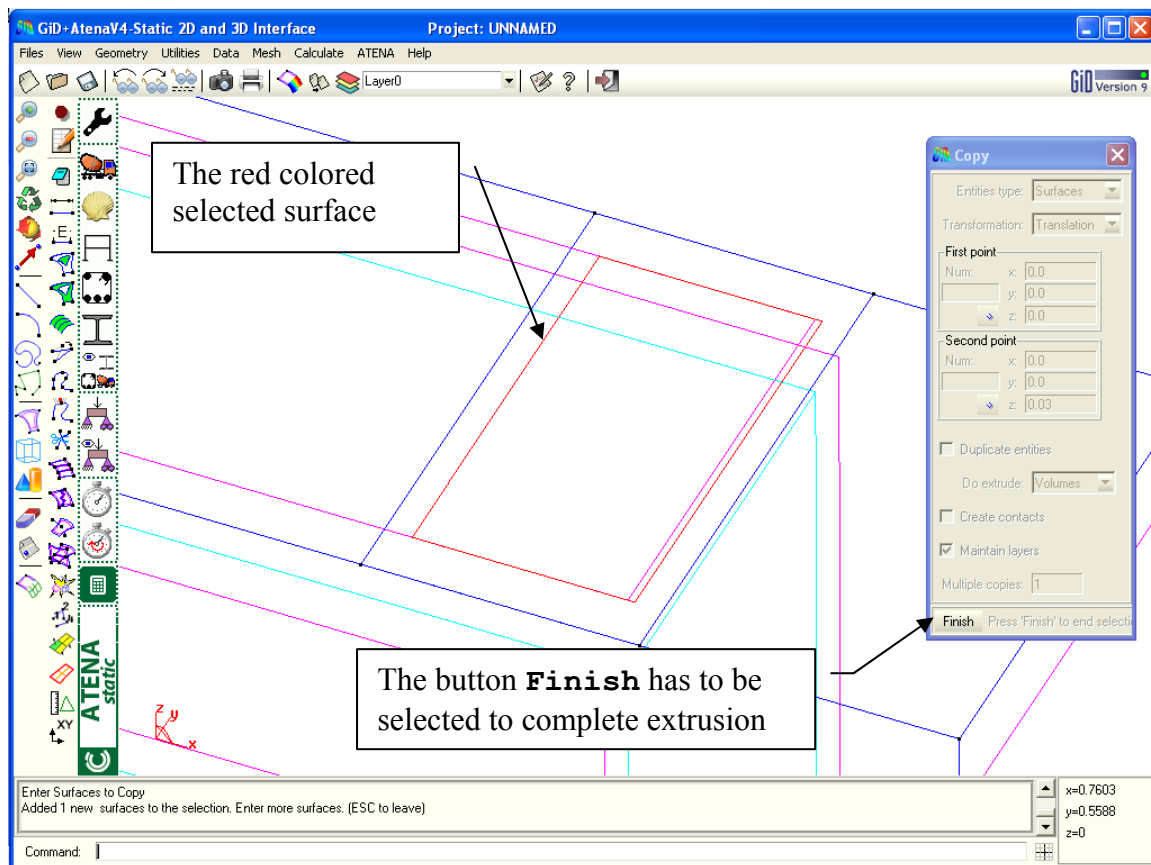 GiD+AtenaV4-Static 2D and 3D Interface Project: UNNAMED
Files View Geometry Utilities Data Mesh Calculate ATENA Help
Layer0
GiD Version 9
The red colored
selected surface
Copy
Entities type: Surfaces
Transformation: Translation
First point
Num: x: 0.0
y: 0.0
z: 0.0
Second point
Num: x: 0.0
y: 0.0
z: 0.03
Duplicate entities
Do extrude: Volumes
Create contacts
Maintain layers
Multiple copies: 1
Finish Press 'Finish' to end selecti
The button Finish has to be
selected to complete extrusion
E
ATENA
static
XY
z
y
x
Enter Surfaces to Copy
Added 1 new surfaces to the selection. Enter more surfaces. (ESC to leave)
Command:
x=0.7603
y=0.5588
z=0